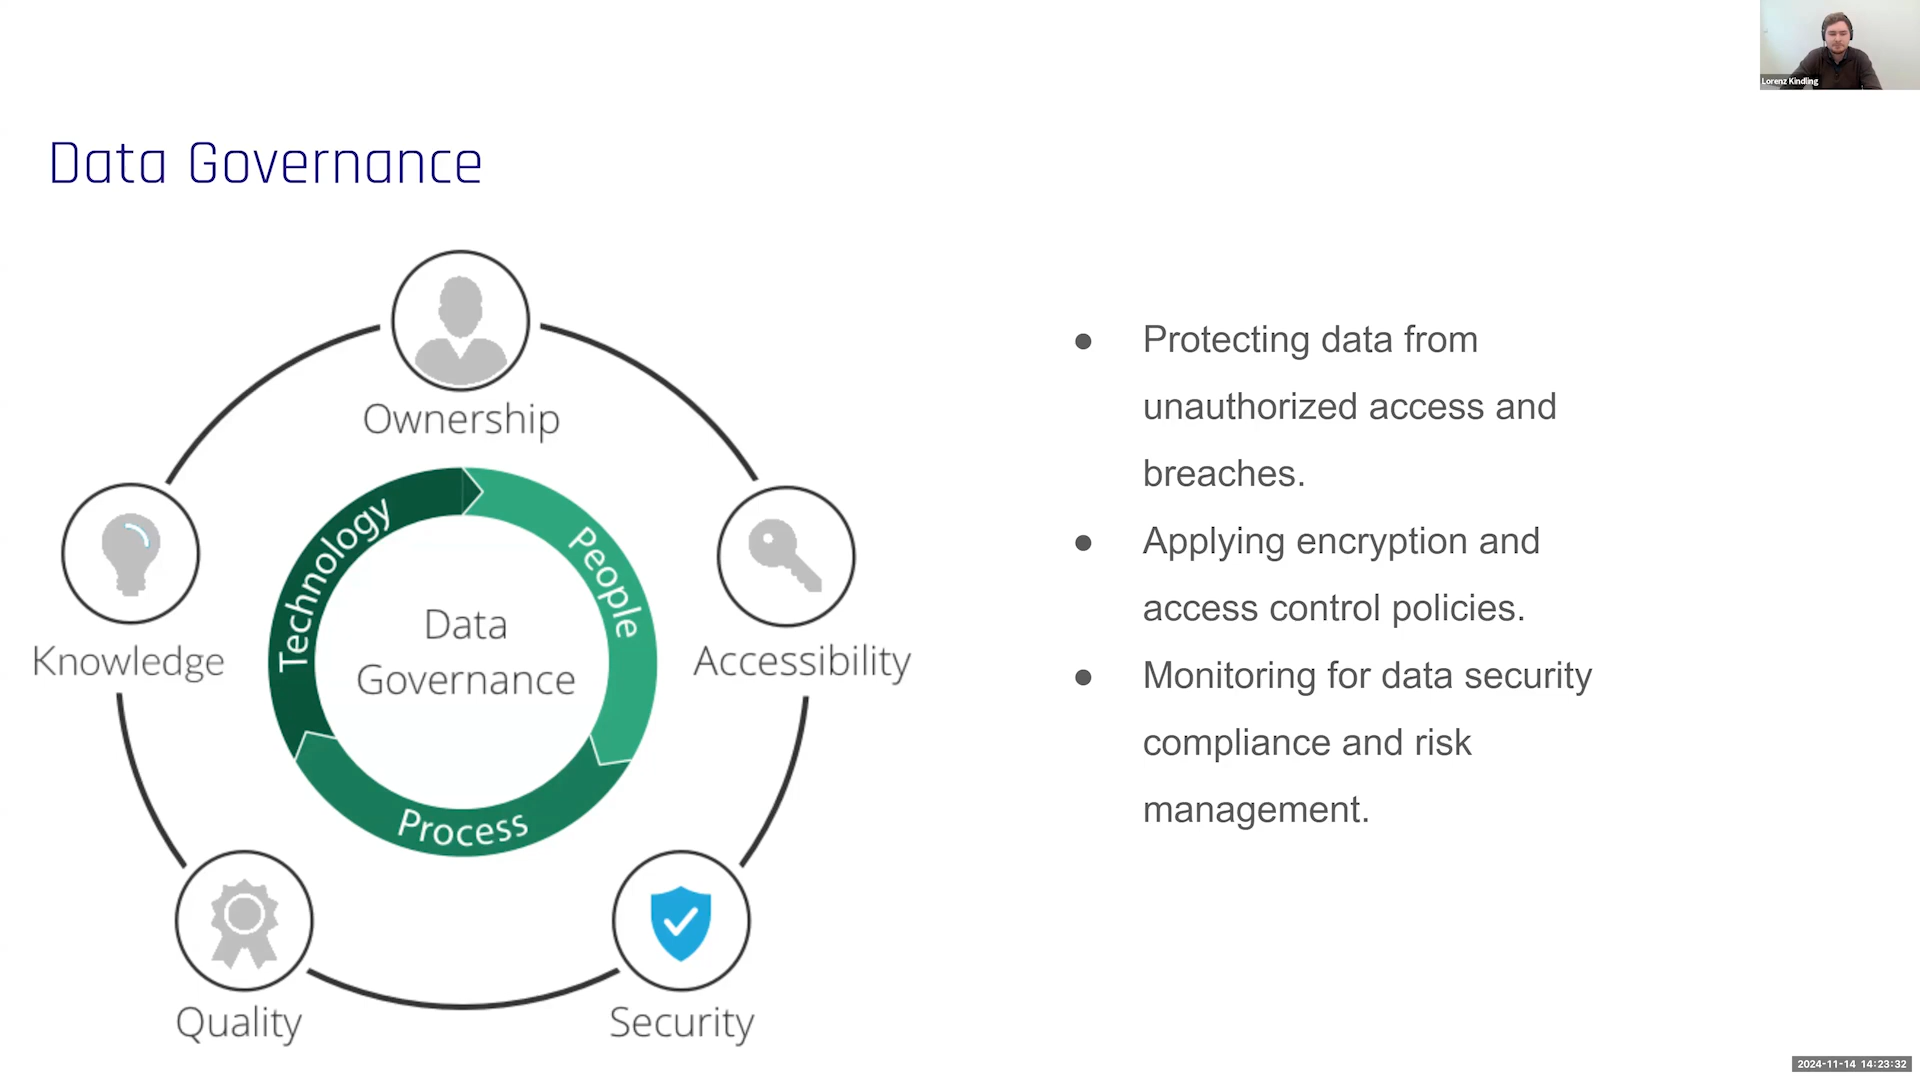 Lorenz Kindling
Data Governance
Ownership
Knowledge
Accessibility
Technology
People
Process
Data
Governance
Quality
Security
● Protecting data from
unauthorized access and
breaches.
● Applying encryption and
access control policies.
● Monitoring for data security
compliance and risk
management.
2024-11-14 14:23:32